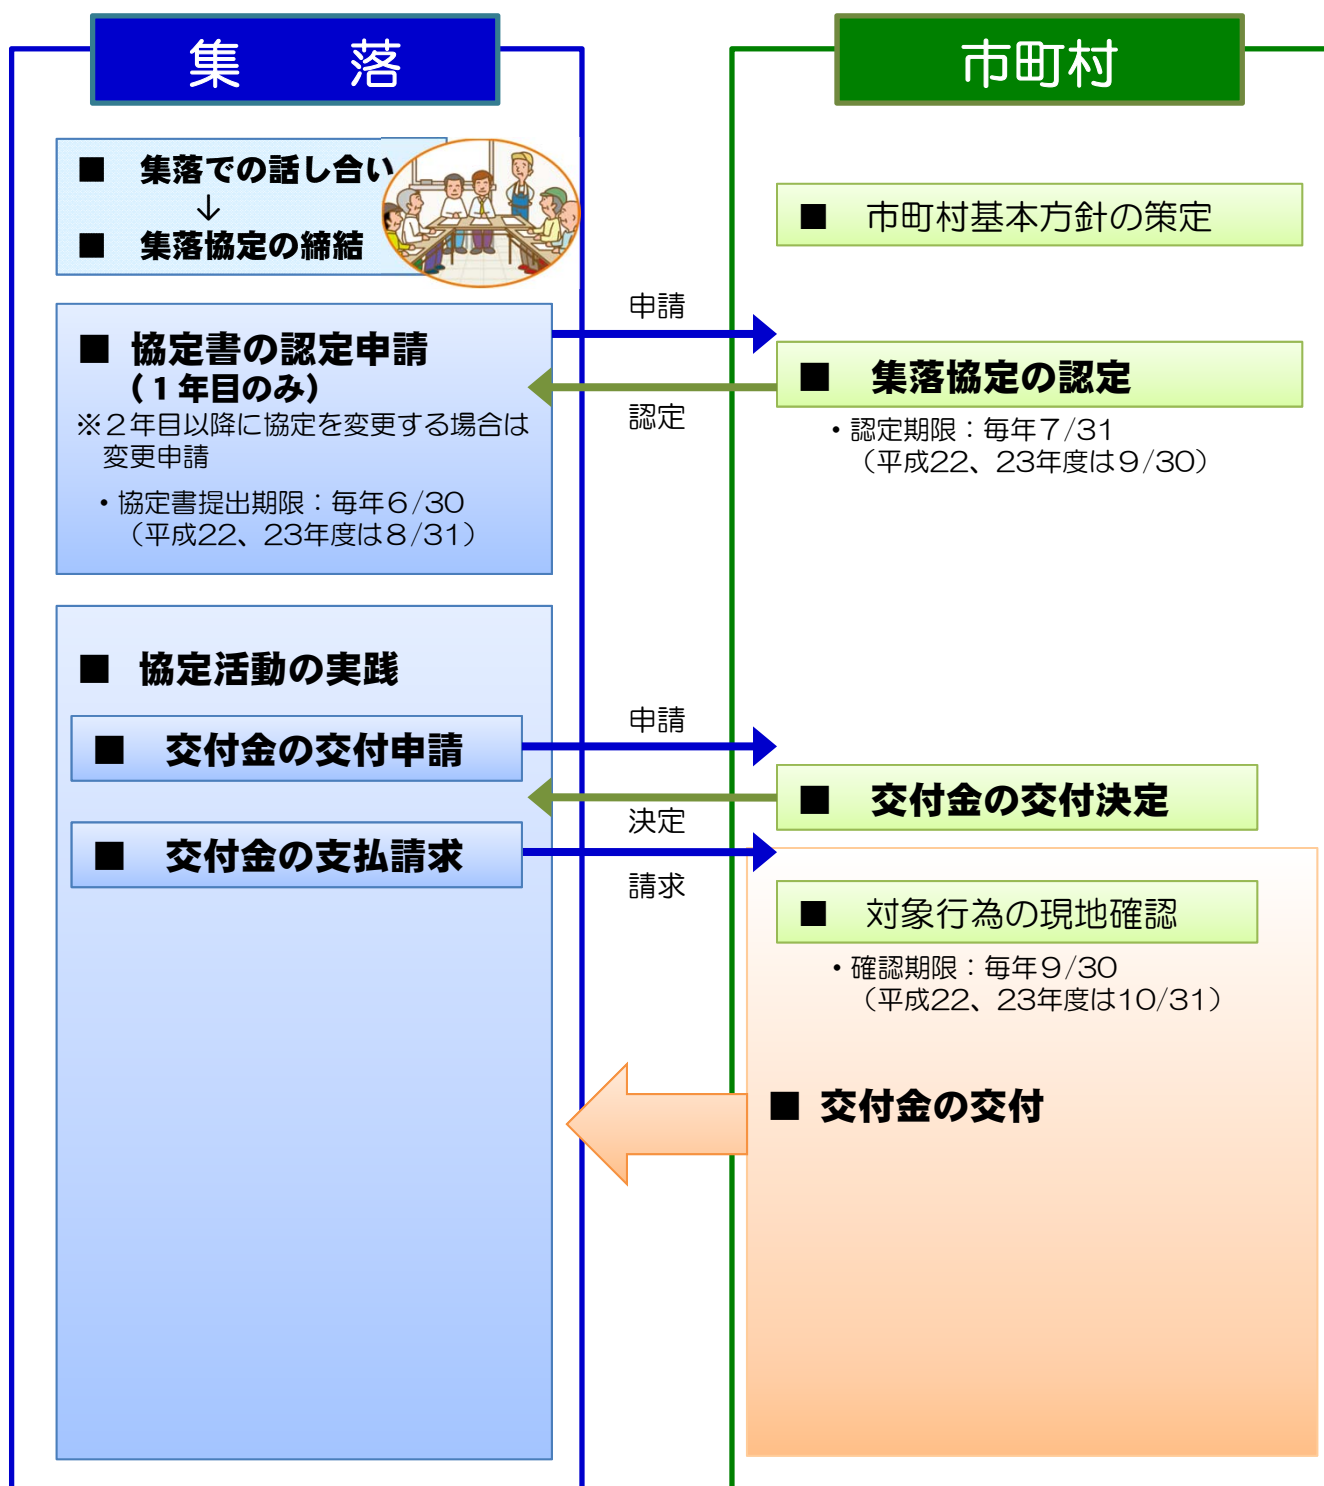 集　落
■ 集落での話し合い
↓
■ 集落協定の締結
■ 協定書の認定申請
（１年目のみ）
※２年目以降に協定を変更する場合は
変更申請
・協定書提出期限：毎年６/30
（平成22、23年度は８/31）
■ 協定活動の実践
■ 交付金の交付申請
■ 交付金の支払請求
申請
認定
申請
決定
請求
市町村
■ 市町村基本方針の策定
■ 集落協定の認定
・認定期限：毎年７/31
（平成22、23年度は９/30）
■ 交付金の交付決定
■ 対象行為の現地確認
・確認期限：毎年９/30
（平成22、23年度は10/31）
■ 交付金の交付